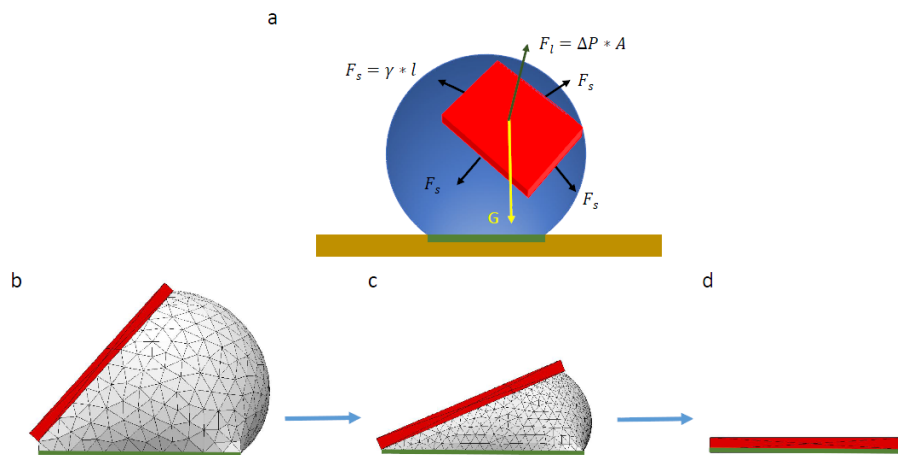 a
F_l = ΔP * A
F_s = γ * l
F_s
F_s
F_s
G
b
c
d